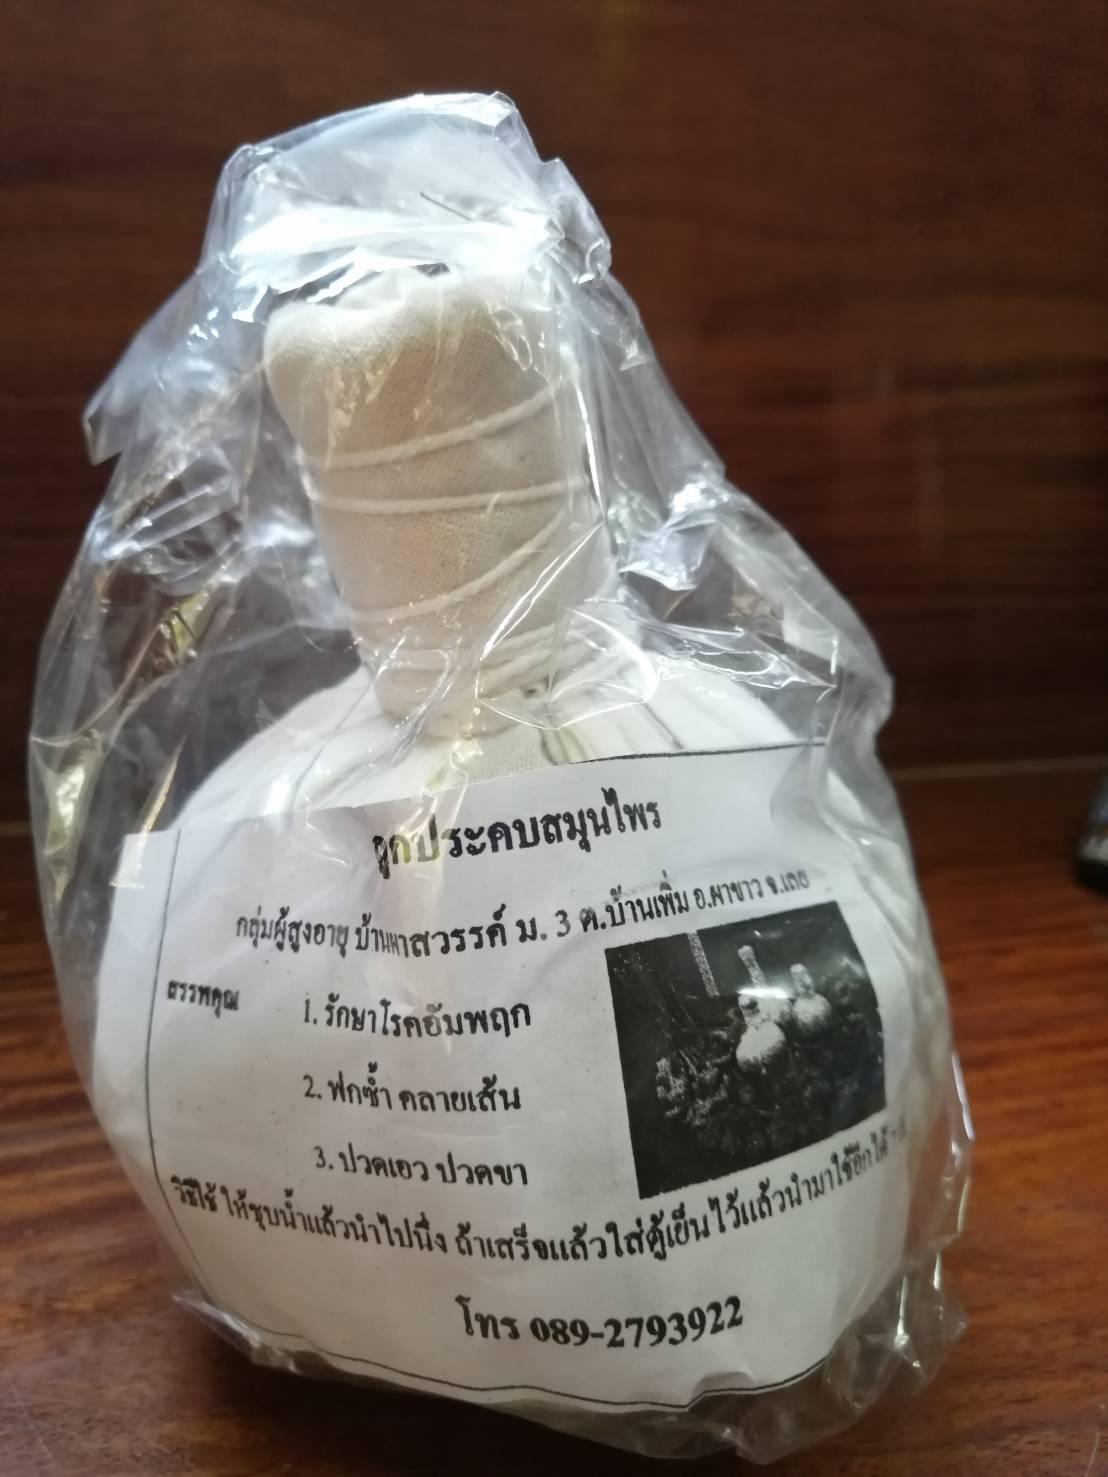 ลูกประคบสมุนไพร
กลุ่มผู้สูงอายุ บ้านผาสวรรค์ ม. 3 ต.บ้านเพิ่ม อ.ผาขาว จ.เลย
สรรพคุณ 1. รักษาโรคอัมพฤก
2. ฟกช้ำ คลายเส้น
3. ปวดเอว ปวดขา
วิธีใช้ ให้ชุบน้ำแล้วนำไปนึ่ง ถ้าเสร็จแล้วใส่ตู้เย็นไว้แล้วนำมาใช้อีกได้
โทร 089-2793922